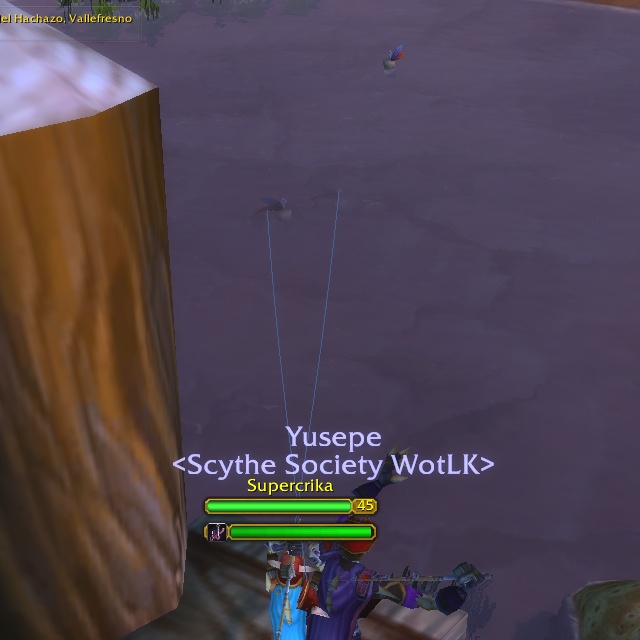 el Hachazo, Vallefresno
Yusepe
<Scythe Society WotLK>
Supercrika
45